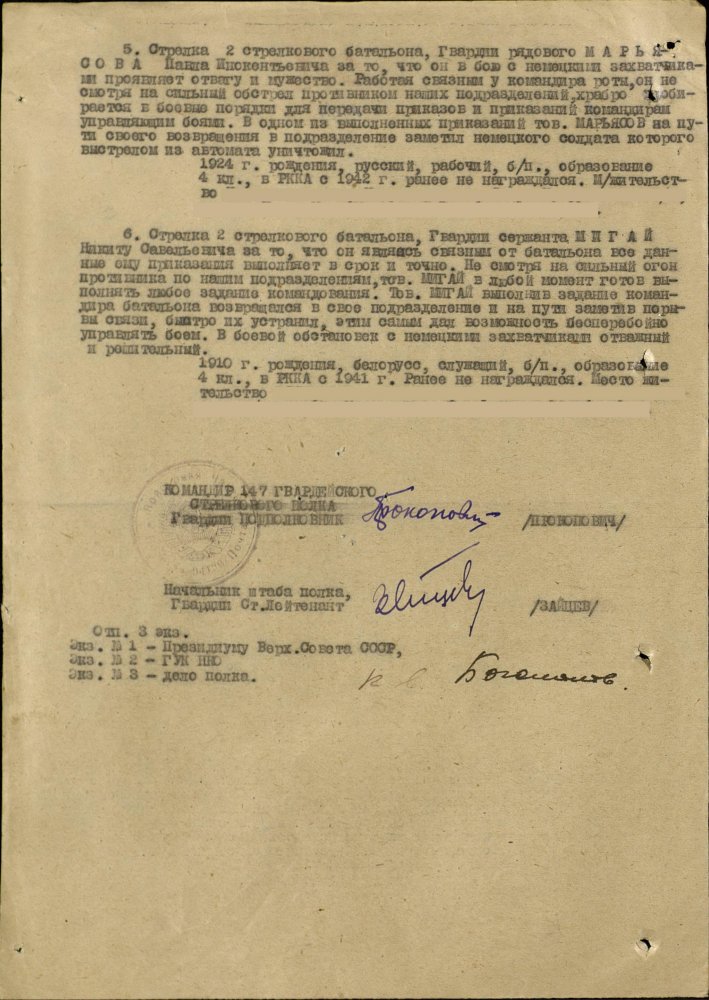 5. Стрелка 2 стрелкового батальона, Гвардии рядового М А Р Ь Я-
С О В А Павла Инокентьевича за то, что он в бою с немецкими захватчика-
ми проявляет отвагу и мужество. Работая связным у командира роты, он не
смотря на сильный обстрел противником наших подразделений, храбро добि-
рается в боевые порядки для передачи приказов и приказаний командирам
управляющим боями. В одном из выполненных приказаний тов. МАРЬЯСОВ на пу-
ти своего возвращения в подразделение заметил немецкого солдата которого
выстрелом из автомата уничтожил.
1924 г. рождения, русский, рабочий, б/п., образование
4 кл., в РККА с 1942 г. ранее не награждался. М/жительст-
во
6. Стрелка 2 стрелкового батальона, Гвардии сержанта М И Г А Й
Никиту Савельевича за то, что он являясь связным от батальона все дан-
ные ему приказания выполняет в срок и точно. Не смотря на сильный огон
противника по нашим подразделениям, тов. МИГАЙ в любой момент готов вы-
полнять любое задание командования. Тов. МИГАЙ выполнив задание коман-
дира батальона возвращался в свое подразделение и на пути заметив поры-
вы связи, быстро их устранил, этим самым дал возможность бесперебойно
управлять боем. В боевой обстановке с немецкими захватчиками отважный
и решительный.
1910 г. рождения, белорусс, служащий, б/п., образование
4 кл., в РККА с 1941 г. Ранее не награждался. Место жи-
тельство
КОМАНДИР 147 ГВАРДЕЙСКОГО
СТРЕЛКОВОГО ПОЛКА
Гвардии ПОДПОЛКОВНИК Прокопович /ПРОКОПОВИЧ/
Начальник штаба полка,
Гвардии Ст. Лейтенант Зайцев /ЗАЙЦЕВ/
Отп. 3 экз.
Экз. № 1 - Президиуму Верх. Совета СССР,
Экз. № 2 - ГУК НКО
Экз. № 3 - дело полка.